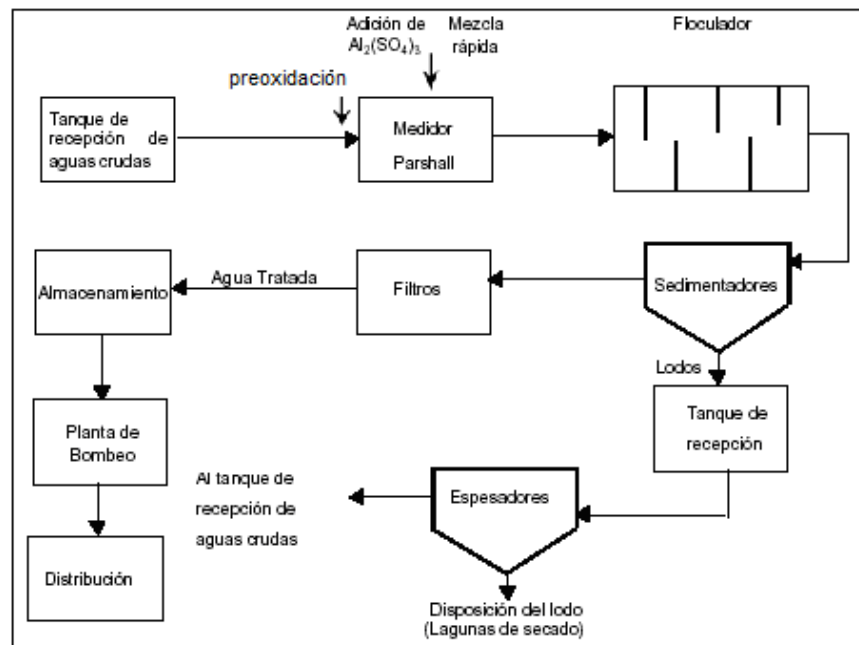 Adición de
Al2(SO4)3
Mezcla
rápida
Floculador
preoxidación
Tanque de
recepción de
aguas crudas
Medidor
Parshall
Almacenamiento
Agua Tratada
Filtros
Sedimentadores
Lodos
Tanque de
recepción
Planta de
Bombeo
Al tanque de
recepción de
aguas crudas
Espesadores
Distribución
Disposición del lodo
(Lagunas de secado)